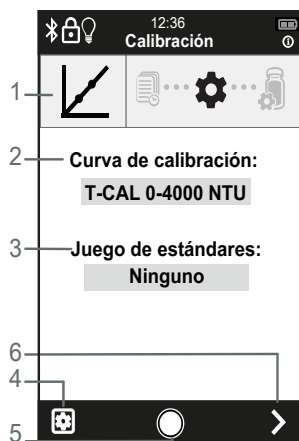 12:36
Calibración
1
2
Curva de calibración:
T-CAL 0-4000 NTU
3
Juego de estándares:
Ninguno
6
4
5